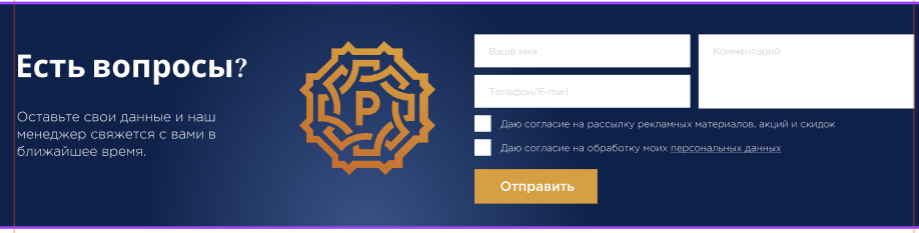 Есть вопросы?
Оставьте свои данные и наш
менеджер свяжется с вами в
ближайшее время.
P
Ваше имя
Телефон/E-mail
Комментарий
Даю согласие на рассылку рекламных материалов, акций и скидок
Даю согласие на обработку моих персональных данных
Отправить